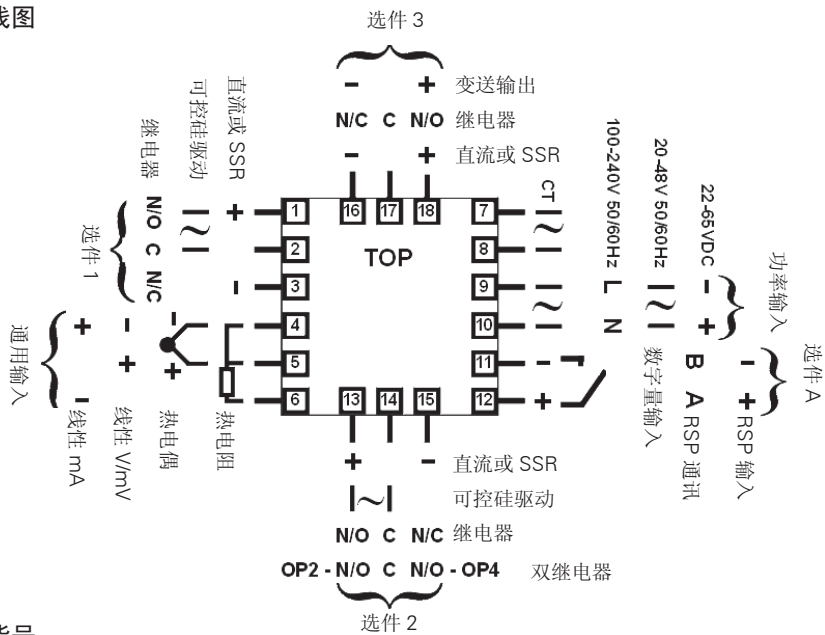 线图
选件 3
− + 变送输出
N/C C N/O 继电器
− + 直流或 SSR
继电器
可控硅驱动
直流或 SSR
N/O C N/C
+
−
选件 1
通用输入
+ − 线性 mA
− + 线性 V/mV
− + 热电偶
热电阻
1
2
3
4
5
6
16 17 18
TOP
13 14 15
7
8
9
10
11
12
CT
−
+
100-240V 50/60Hz
L N
20-48V 50/60Hz
22-65VDC
− +
功率输入
数字量输入
B A RSP 通讯
− + RSP 输入
选件 A
+ − 直流或 SSR
可控硅驱动
N/O C N/C 继电器
OP2 - N/O C N/O - OP4 双继电器
选件 2